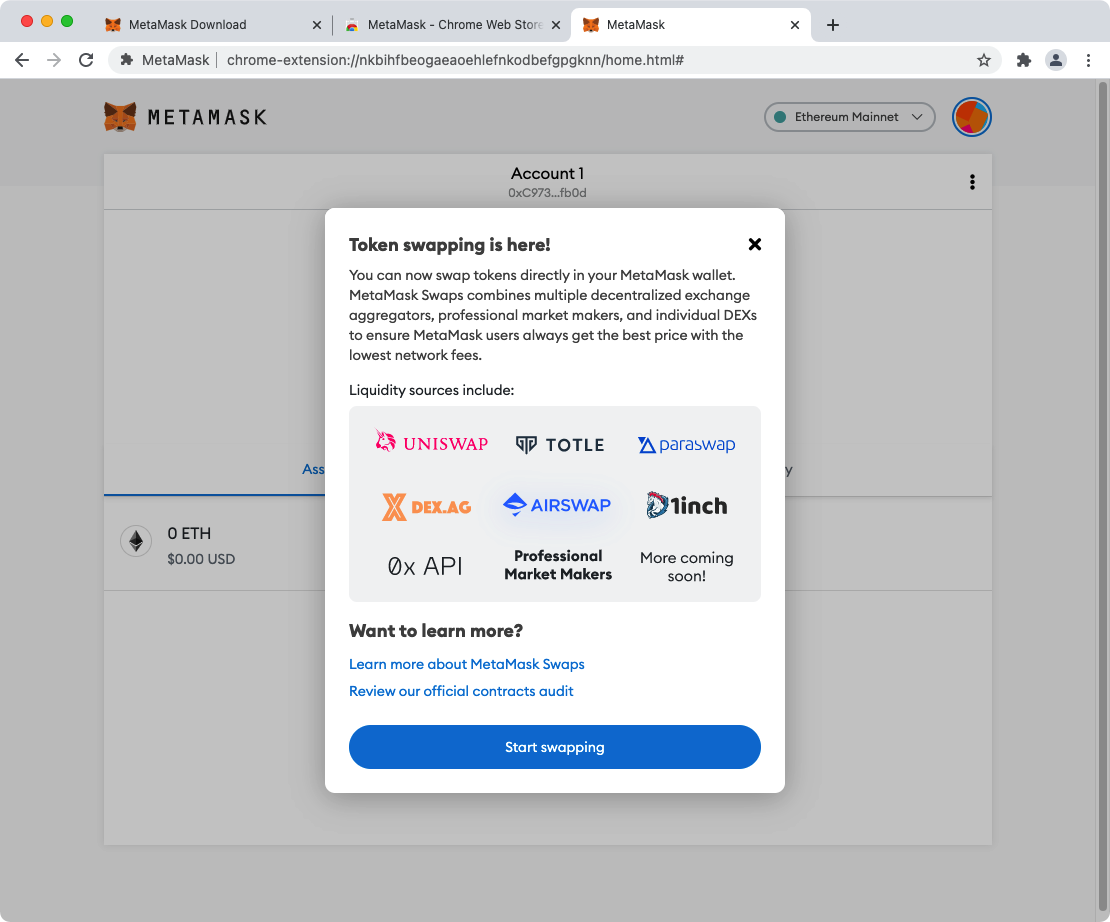 MetaMask Download
MetaMask - Chrome Web Store
MetaMask
MetaMask
chrome-extension://nkbihfbeogaeaoehlefnkodbefgpgknn/home.html#
METAMASK
Ethereum Mainnet
Account 1
0xC973...fb0d
Token swapping is here!
You can now swap tokens directly in your MetaMask wallet.
MetaMask Swaps combines multiple decentralized exchange
aggregators, professional market makers, and individual DEXs
to ensure MetaMask users always get the best price with the
lowest network fees.
Liquidity sources include:
UNISWAP
TOTLE
paraswap
Ass
y
DEX.AG
AIRSWAP
1inch
0 ETH
$0.00 USD
0x API
Professional
Market Makers
More coming
soon!
Want to learn more?
Learn more about MetaMask Swaps
Review our official contracts audit
Start swapping